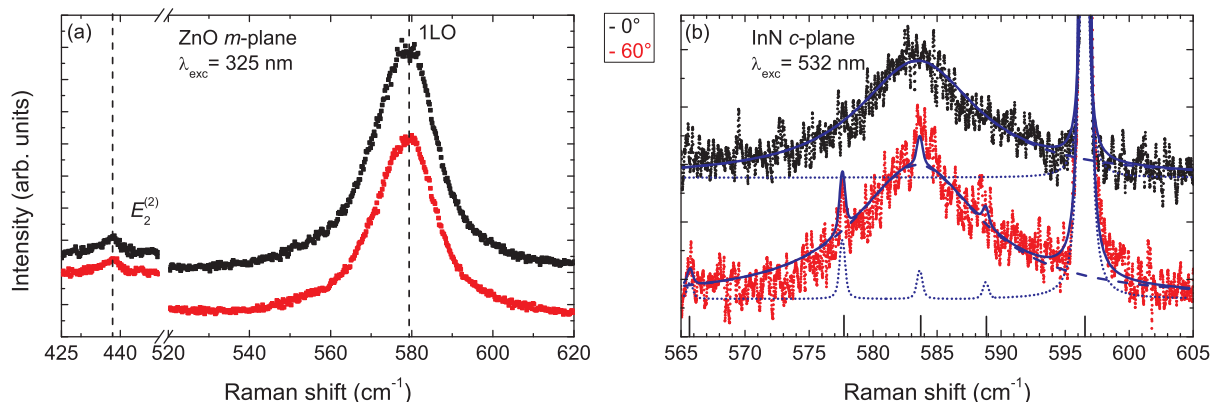 (a)
ZnO m-plane
λexc = 325 nm
1LO
E2(2)
Intensity (arb. units)
425 440 520 520 540 560 580 600 620
Raman shift (cm-1)
- 0°
- 60°
(b)
InN c-plane
λexc = 532 nm
565 570 575 580 585 590 595 600 605
Raman shift (cm-1)